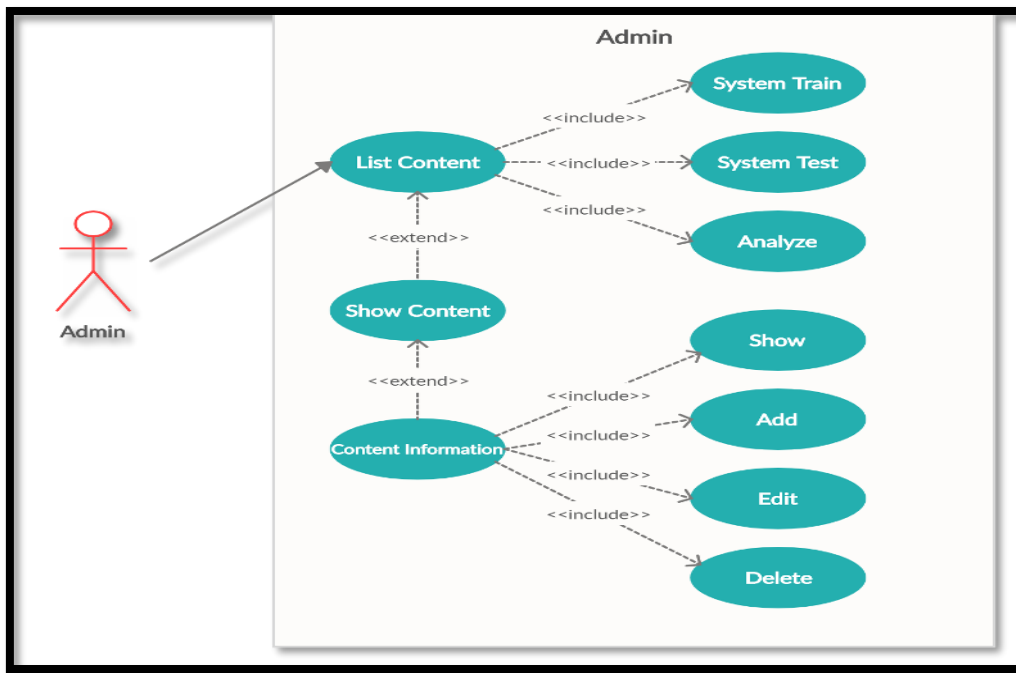 Admin
System Train
<<include>>
List Content
<<include>>
System Test
<<include>>
Analyze
<<extend>>
Show Content
Admin
Show
<<extend>>
<<include>>
Add
<<include>>
Content Information
<<include>>
Edit
<<include>>
Delete